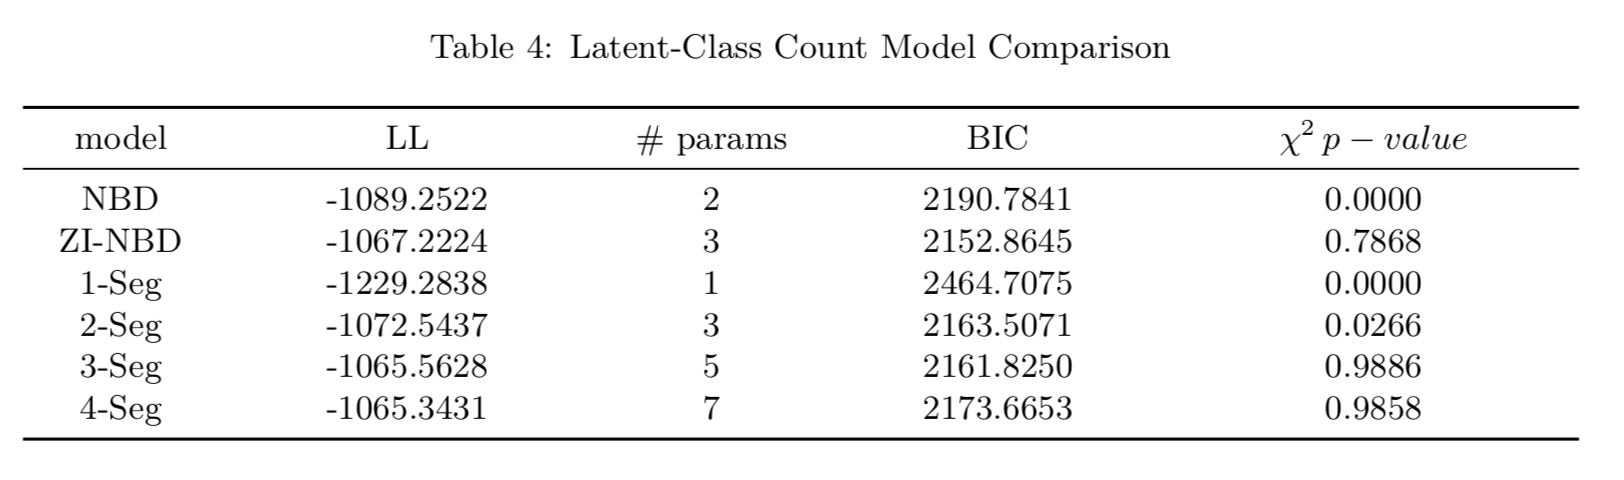 Table 4: Latent-Class Count Model Comparison
model LL # params BIC χ² p − value
NBD -1089.2522 2 2190.7841 0.0000
ZI-NBD -1067.2224 3 2152.8645 0.7868
1-Seg -1229.2838 1 2464.7075 0.0000
2-Seg -1072.5437 3 2163.5071 0.0266
3-Seg -1065.5628 5 2161.8250 0.9886
4-Seg -1065.3431 7 2173.6653 0.9858